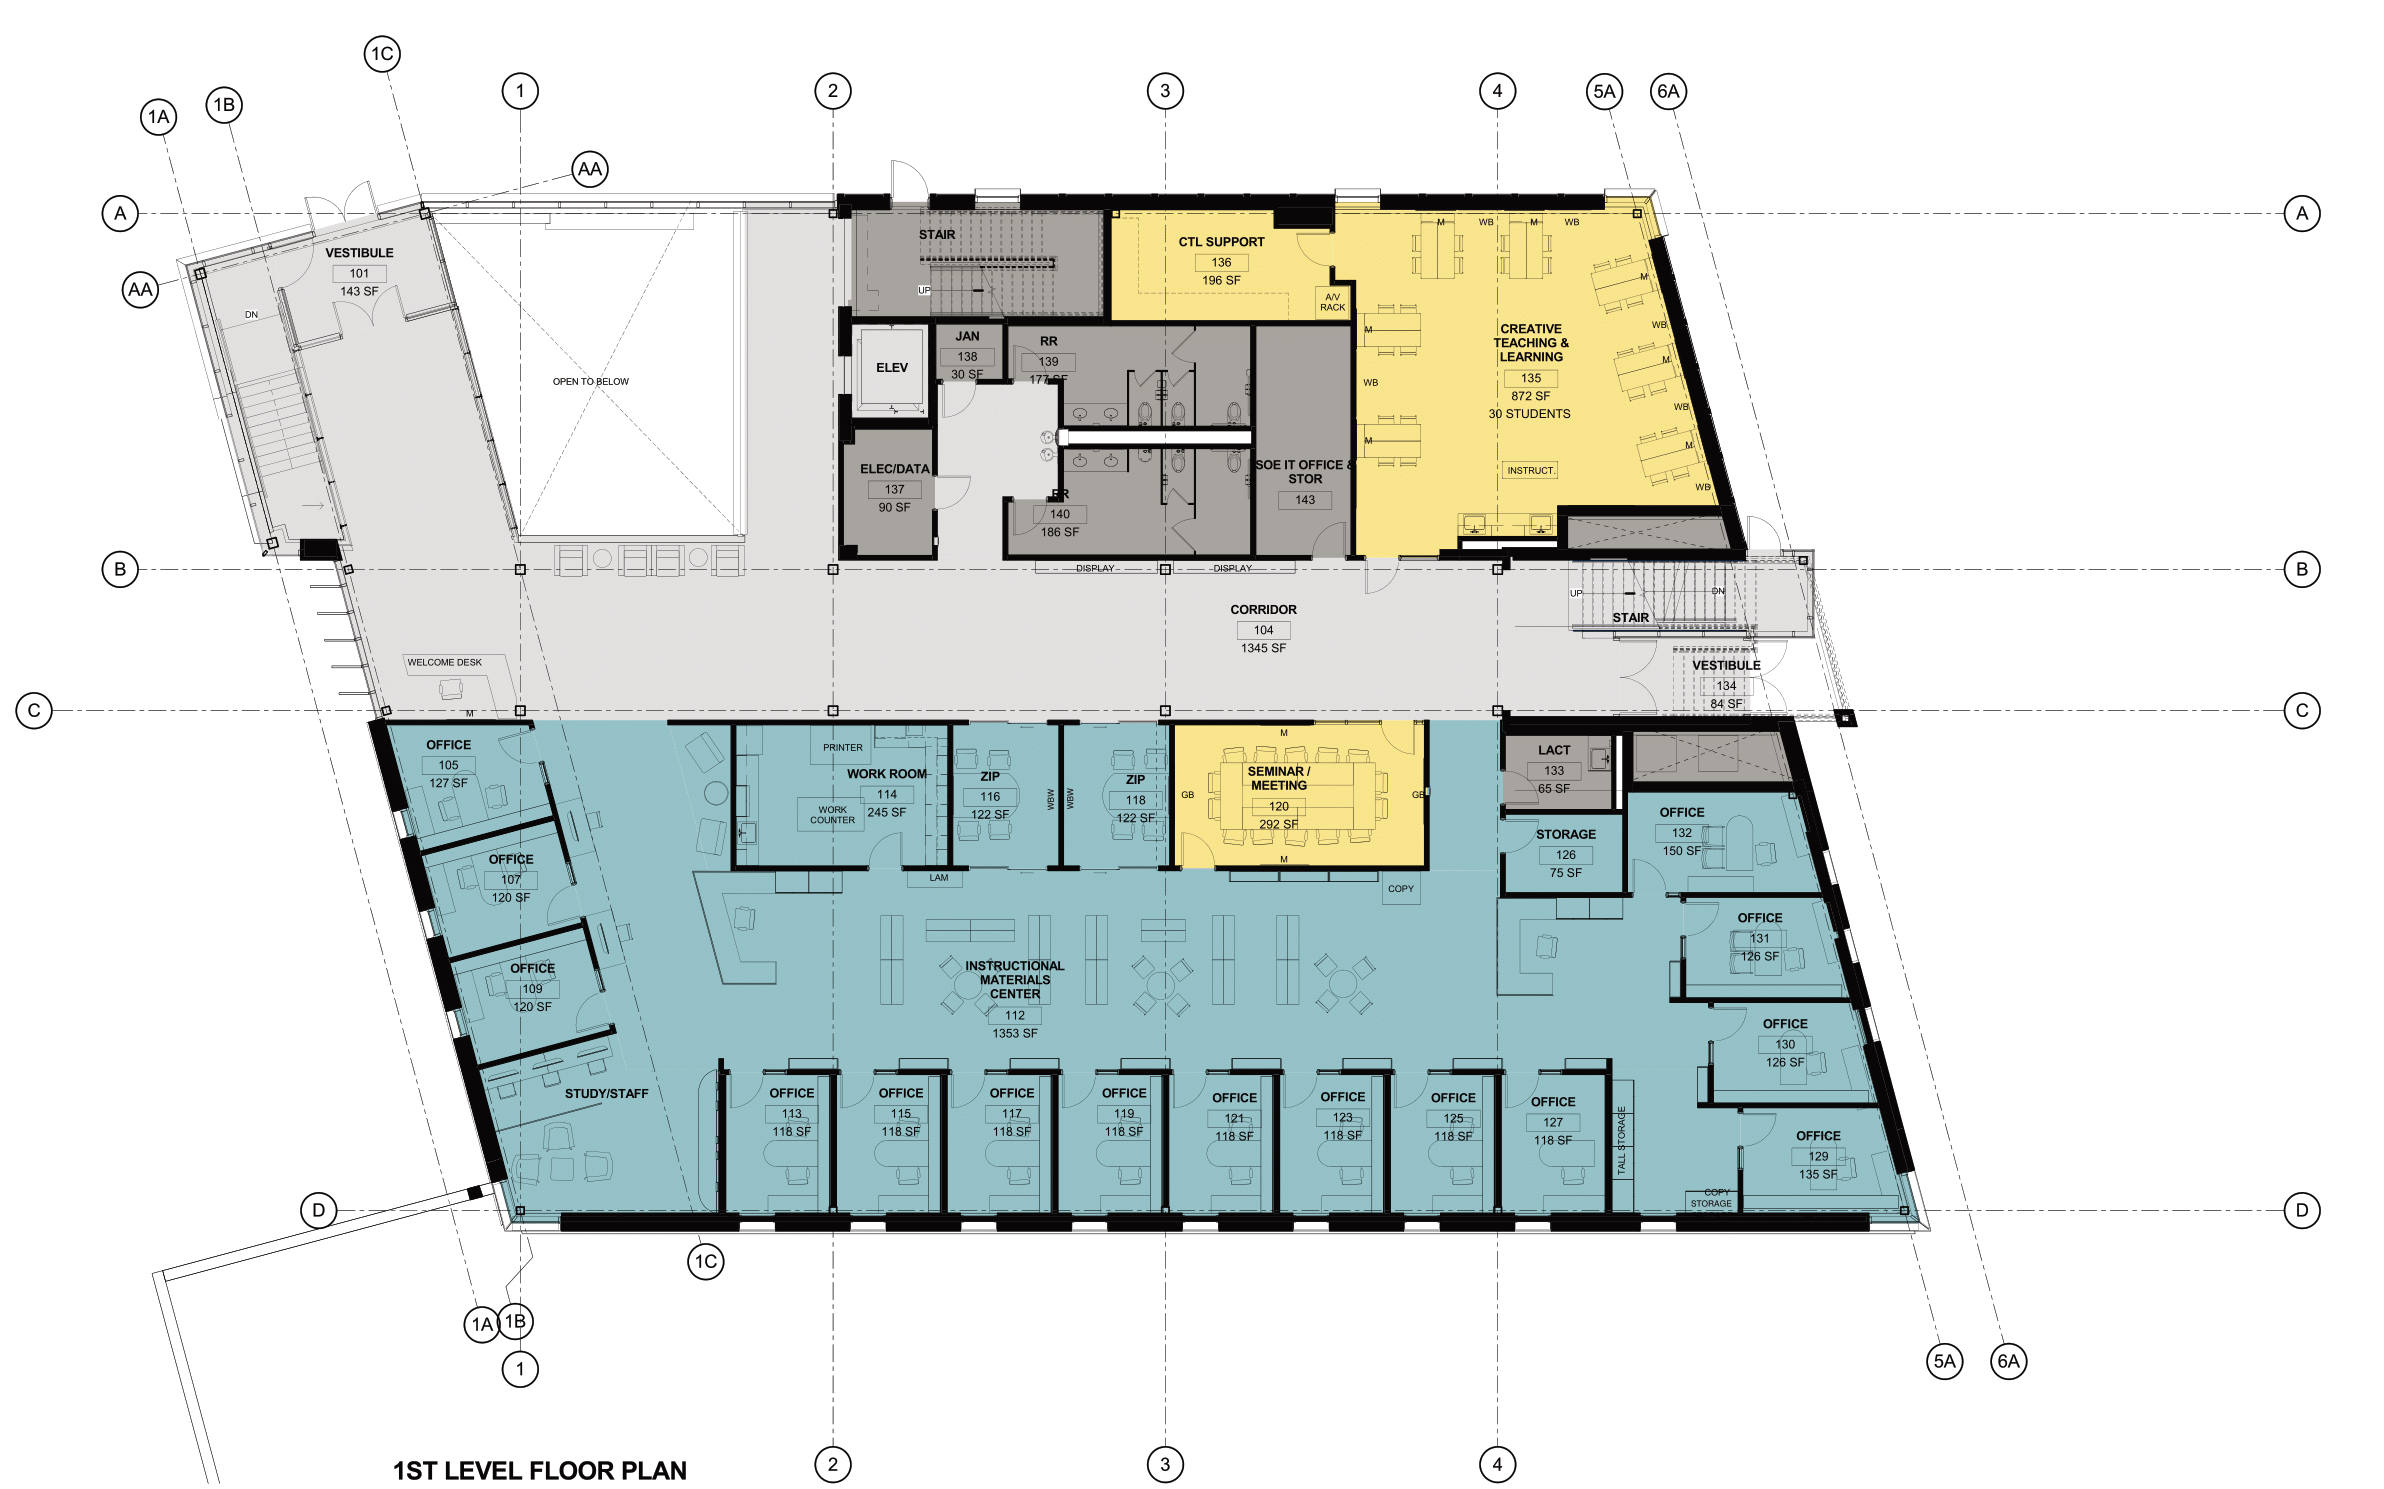 1C
1
2
3
4
5A
6A
1A
1B
AA
A
A
STAIR
CTL SUPPORT
136
196 SF
A/V
RACK
M
WB
M
WB
VESTIBULE
101
143 SF
AA
DN
UP
M
WB
M
WB
M
WB
M
WB
M
CREATIVE
TEACHING &
LEARNING
135
872 SF
30 STUDENTS
INSTRUCT.
OPEN TO BELOW
ELEV
JAN
138
30 SF
RR
139
177 SF
ELEC/DATA
137
90 SF
RR
140
186 SF
SOE IT OFFICE &
STOR
143
B
B
DISPLAY
DISPLAY
CORRIDOR
104
1345 SF
UP
DN
STAIR
WELCOME DESK
M
VESTIBULE
134
84 SF
C
C
OFFICE
105
127 SF
PRINTER
WORK ROOM
114
245 SF
WORK
COUNTER
ZIP
116
122 SF
WBW
WBW
ZIP
118
122 SF
M
GB
SEMINAR /
MEETING
120
292 SF
GB
M
LACT
133
65 SF
STORAGE
126
75 SF
OFFICE
132
150 SF
OFFICE
107
120 SF
LAM
COPY
OFFICE
131
126 SF
OFFICE
109
120 SF
INSTRUCTIONAL
MATERIALS
CENTER
112
1353 SF
OFFICE
130
126 SF
STUDY/STAFF
OFFICE
113
118 SF
OFFICE
115
118 SF
OFFICE
117
118 SF
OFFICE
119
118 SF
OFFICE
121
118 SF
OFFICE
123
118 SF
OFFICE
125
118 SF
OFFICE
127
118 SF
TALL STORAGE
OFFICE
129
135 SF
COPY
STORAGE
D
D
1C
1A
1B
1
5A
6A
2
3
4
1ST LEVEL FLOOR PLAN